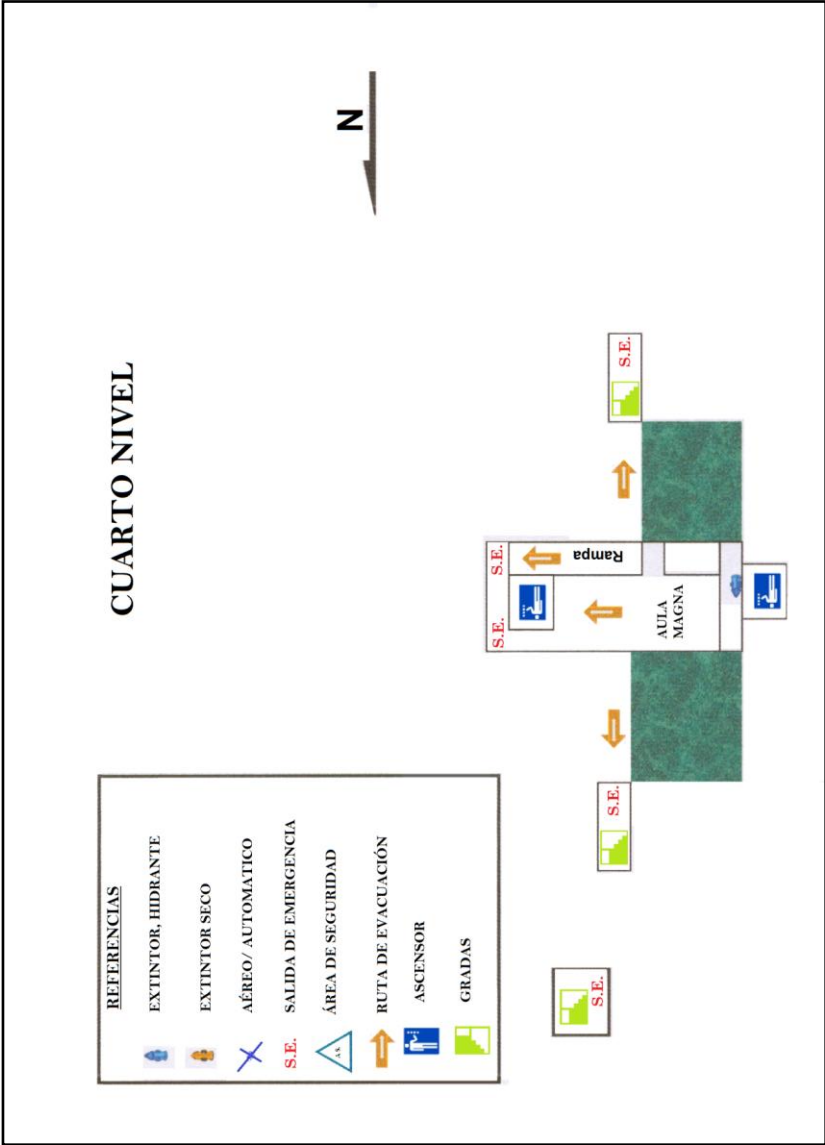 CUARTO NIVEL
N
REFERENCIAS
EXTINTOR, HIDRANTE
EXTINTOR SECO
AÉREO/ AUTOMATICO
S.E. SALIDA DE EMERGENCIA
A.S. ÁREA DE SEGURIDAD
RUTA DE EVACUACIÓN
ASCENSOR
GRADAS
S.E.
S.E.
S.E.
S.E.
S.E.
Rampa
AULA
MAGNA